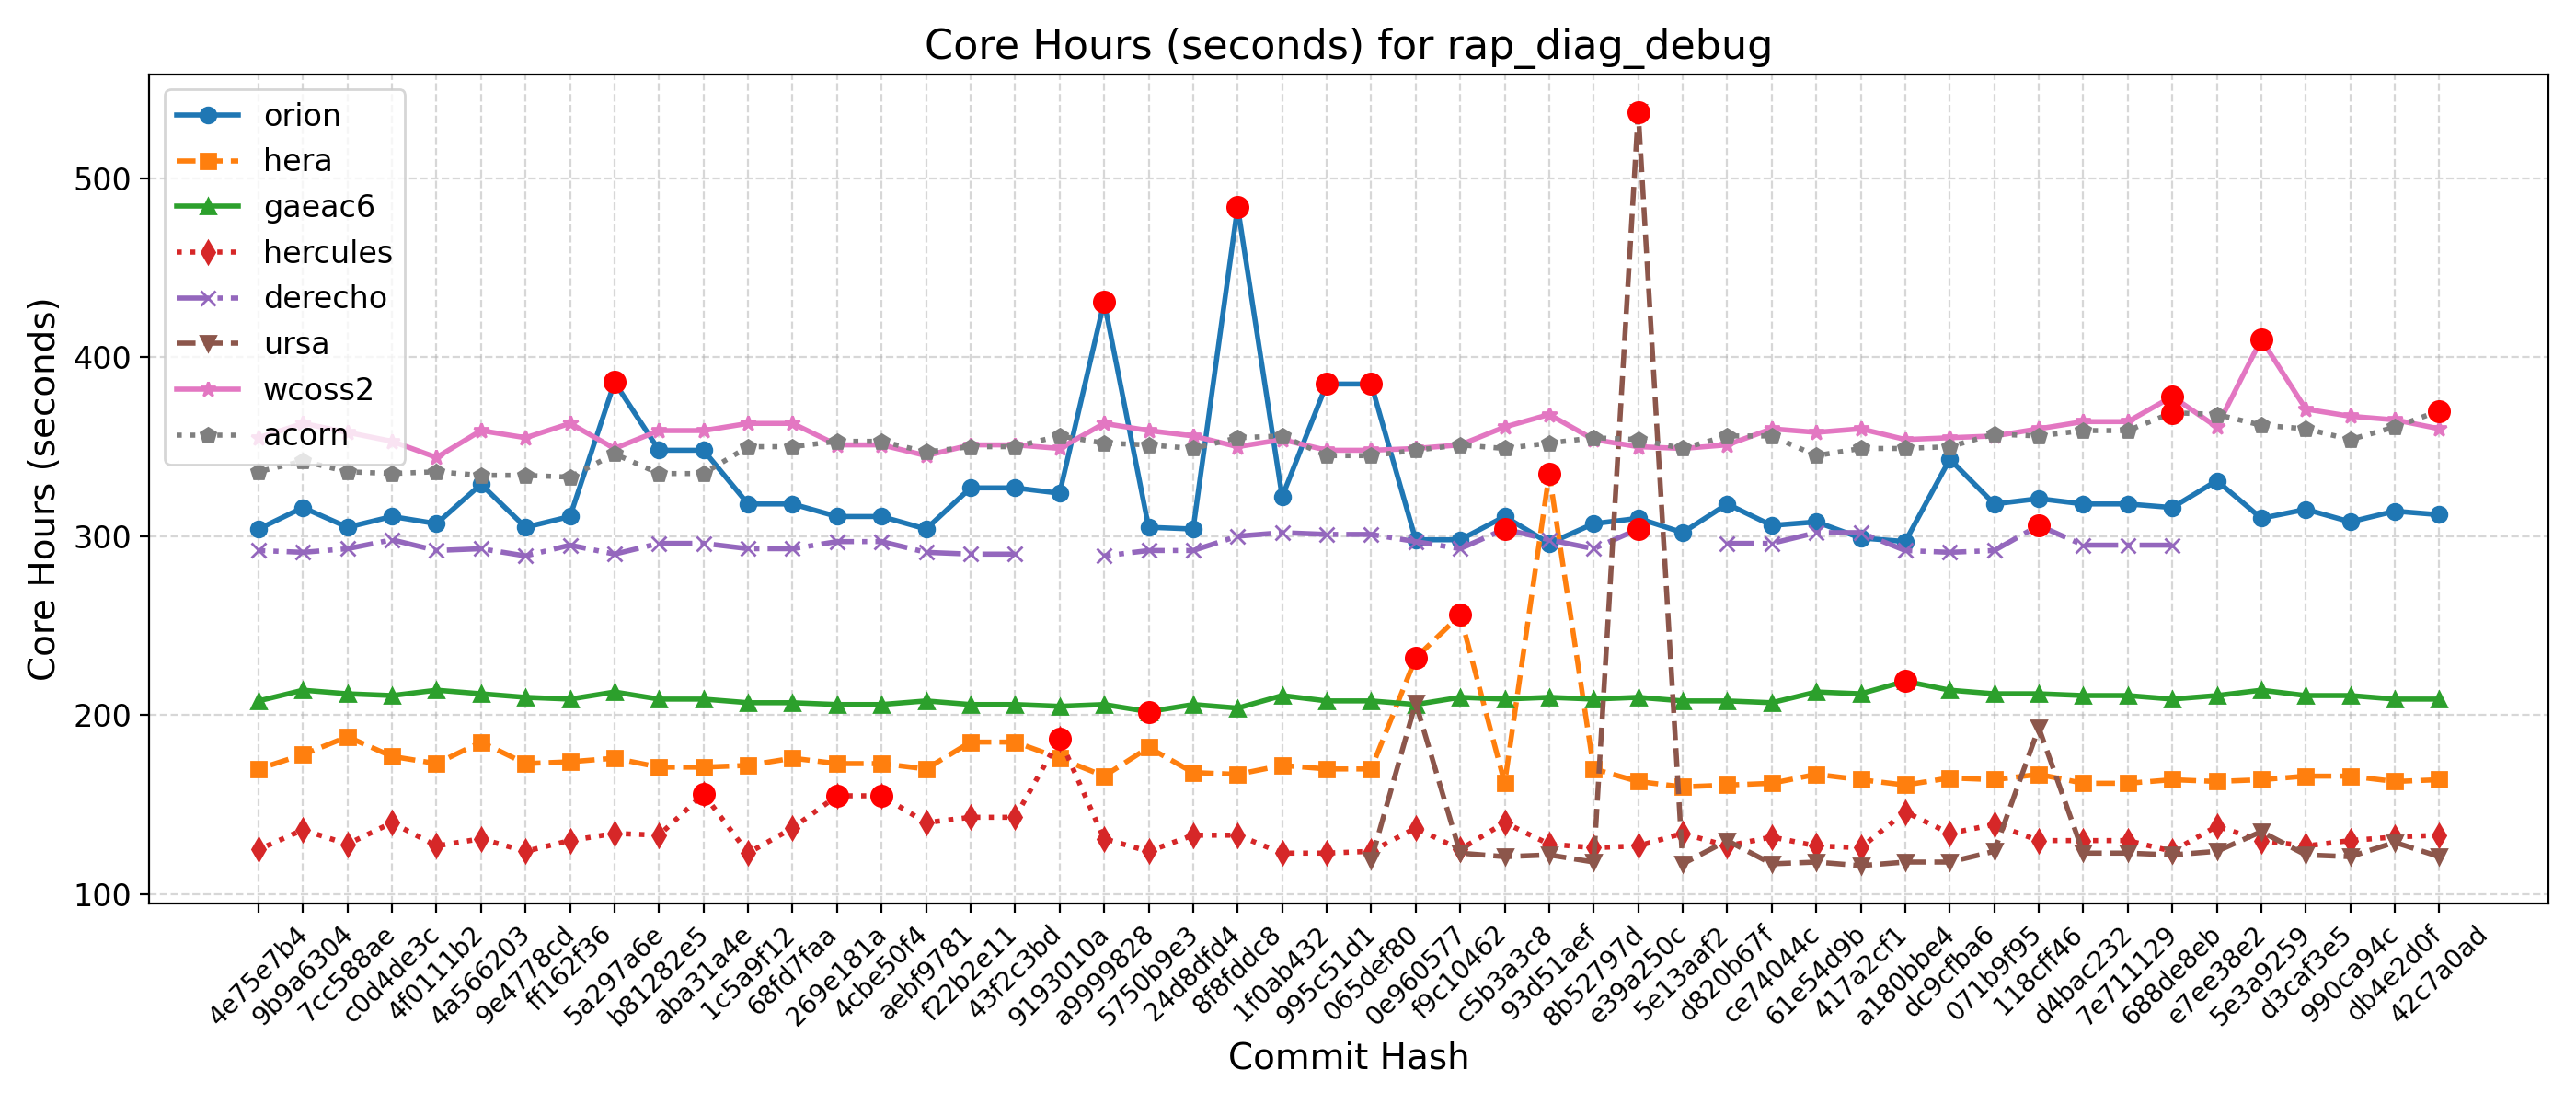 Core Hours (seconds) for rap_diag_debug
Core Hours (seconds)
500
400
300
200
100
orion
hera
gaeac6
hercules
derecho
ursa
wcoss2
acorn
4e75e7b4
9b9a6304
7cc588ae
c0d4de3c
4f0111b2
4a566203
9e4778cd
ff162f36
5a297a6e
b81282e5
aba31a4e
1c5a9f12
68fd7faa
269e181a
4cbe50f4
aebf9781
f22b2e11
43f2c3bd
9193010a
a9999828
5750b9e3
24d8dfd4
8f8fddc8
1f0ab432
995c51d1
065def80
0e960577
f9c10462
c5b3a3c8
93d51aef
8b52797d
e39a250c
5e13aaf2
d820b67f
ce74044c
61e54d9b
417a2cf1
a180bbe4
dc9cfba6
071b9f95
118cff46
d4bac232
7e711129
688de8eb
e7ee38e2
5e3a9259
d3caf3e5
990ca94c
db4e2d0f
42c7a0ad
Commit Hash